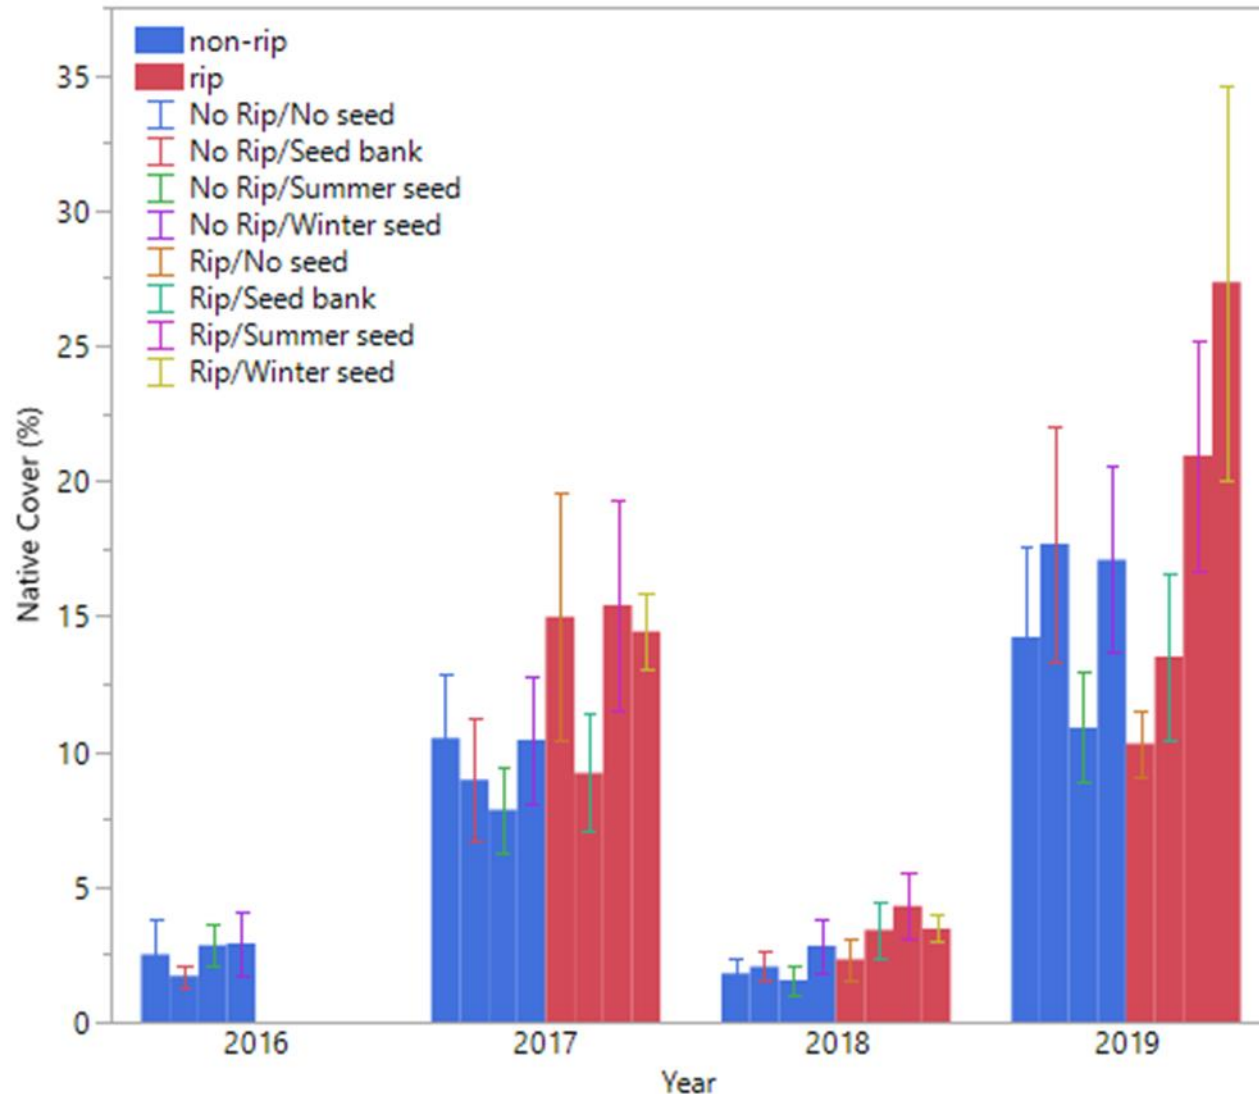 non-rip
rip
No Rip/No seed
No Rip/Seed bank
No Rip/Summer seed
No Rip/Winter seed
Rip/No seed
Rip/Seed bank
Rip/Summer seed
Rip/Winter seed
35
30
25
20
15
10
5
0
Native Cover (%)
2016 2017 2018 2019
Year